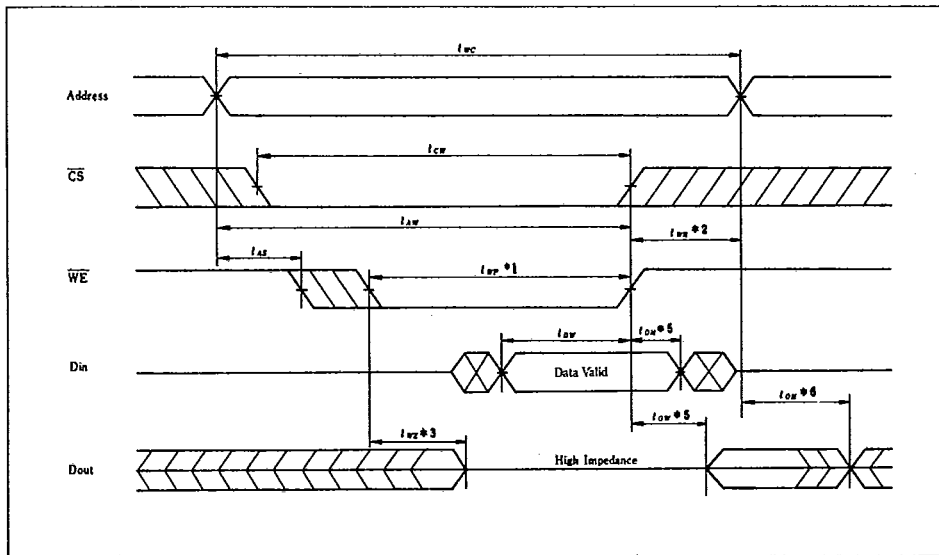 tWC
Address
CS
tCW
tAW
tWR *2
tAS
WE
tWP *1
tDW
tDH *5
Din
Data Valid
tOH *6
tOW *5
tWZ *3
Dout
High Impedance